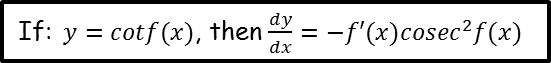 If: y = cotf(x), then dy/dx = −f′(x)cosec²f(x)